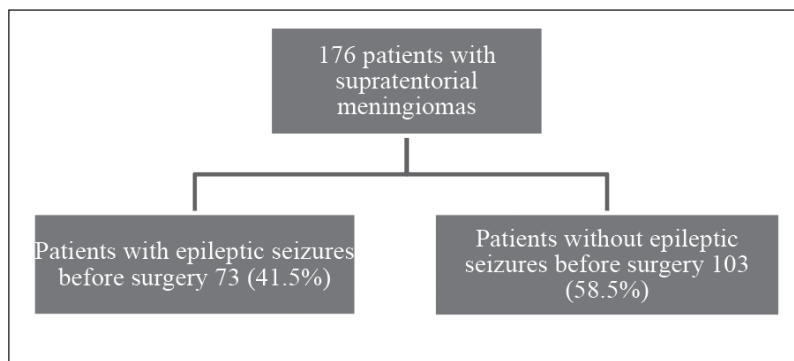 176 patients with
supratentorial
meningiomas
Patients with epileptic seizures
before surgery 73 (41.5%)
Patients without epileptic
seizures before surgery 103
(58.5%)